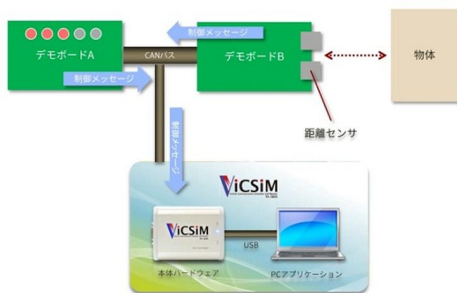 制御メッセージ
デモボードA
CANバス
デモボードB
物体
制御メッセージ
距離センサ
制御メッセージ
ViCSiM
ViCSiM
USB
本体ハードウェア
PCアプリケーション